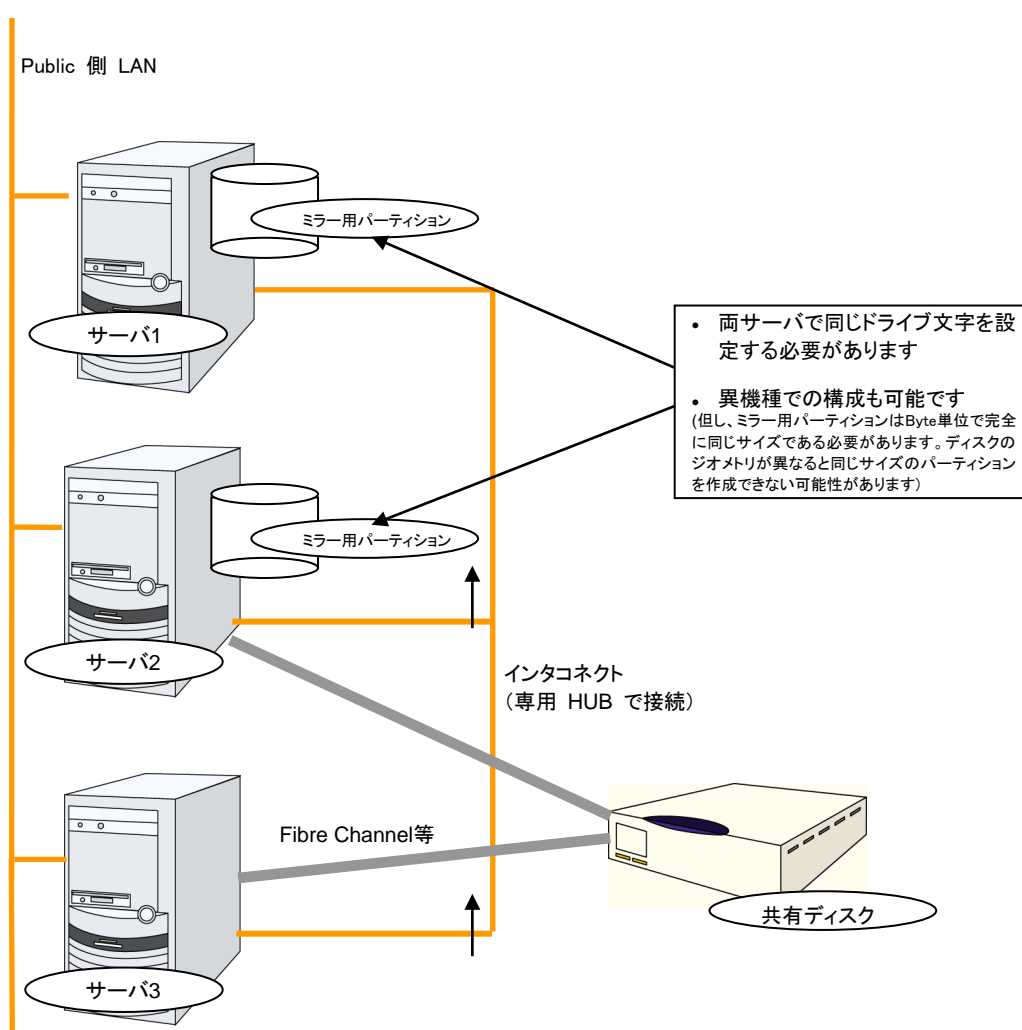 Public 側 LAN
ミラー用パーティション
サーバ1
• 両サーバで同じドライブ文字を設
定する必要があります
• 異機種での構成も可能です
(但し、ミラー用パーティションはByte単位で完全
に同じサイズである必要があります。ディスクの
ジオメトリが異なると同じサイズのパーティション
を作成できない可能性があります)
ミラー用パーティション
サーバ2
インタコネクト
(専用 HUB で接続)
Fibre Channel等
共有ディスク
サーバ3